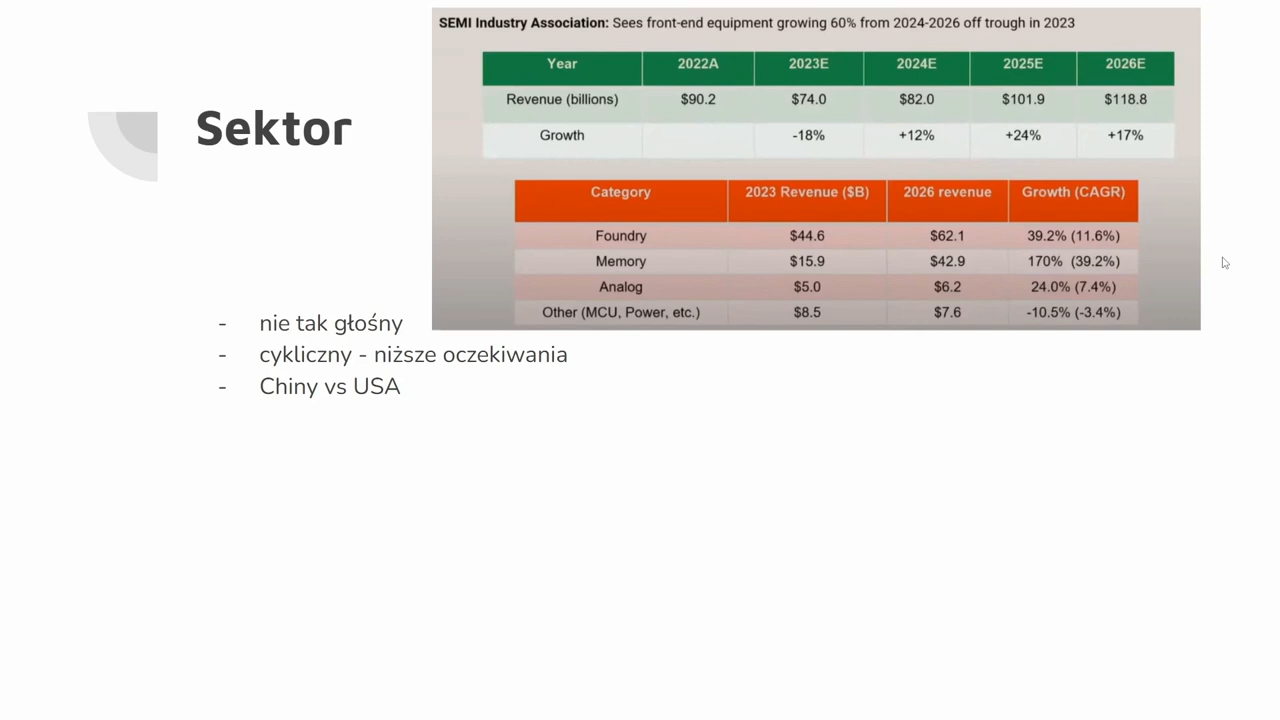 SEMI Industry Association: Sees front-end equipment growing 60% from 2024-2026 off trough in 2023
Year 2022A 2023E 2024E 2025E 2026E
Revenue (billions) $90.2 $74.0 $82.0 $101.9 $118.8
Growth -18% +12% +24% +17%
Sektor
Category 2023 Revenue ($B) 2026 revenue Growth (CAGR)
Foundry $44.6 $62.1 39.2% (11.6%)
Memory $15.9 $42.9 170% (39.2%)
Analog $5.0 $6.2 24.0% (7.4%)
Other (MCU, Power, etc.) $8.5 $7.6 -10.5% (-3.4%)
- nie tak głośny
- cykliczny - niższe oczekiwania
- Chiny vs USA